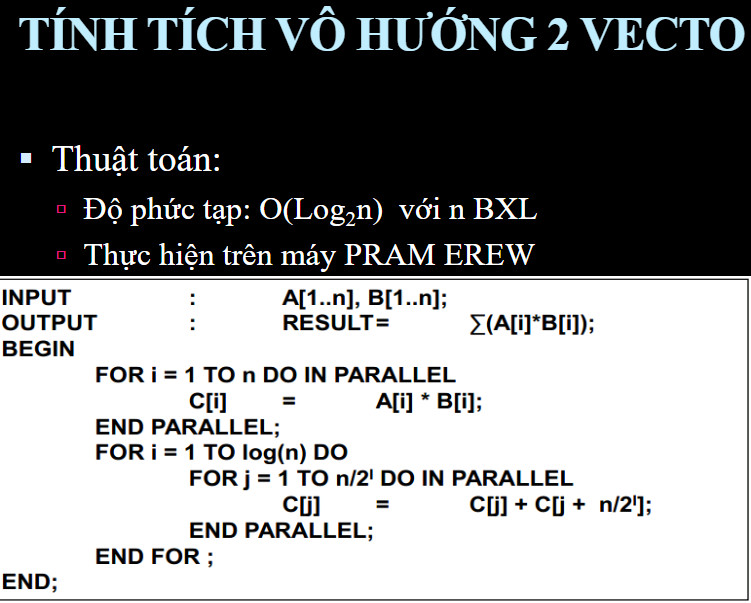 TÍNH TÍCH VÔ HƯỚNG 2 VECTO
▪ Thuật toán:
▫ Độ phức tạp: O(Log₂n) với n BXL
▫ Thực hiện trên máy PRAM EREW
INPUT : A[1..n], B[1..n];
OUTPUT : RESULT= ∑(A[i]*B[i]);
BEGIN
FOR i = 1 TO n DO IN PARALLEL
C[i] = A[i] * B[i];
END PARALLEL;
FOR i = 1 TO log(n) DO
FOR j = 1 TO n/2ᴵ DO IN PARALLEL
C[j] = C[j] + C[j + n/2ᴵ];
END PARALLEL;
END FOR ;
END;